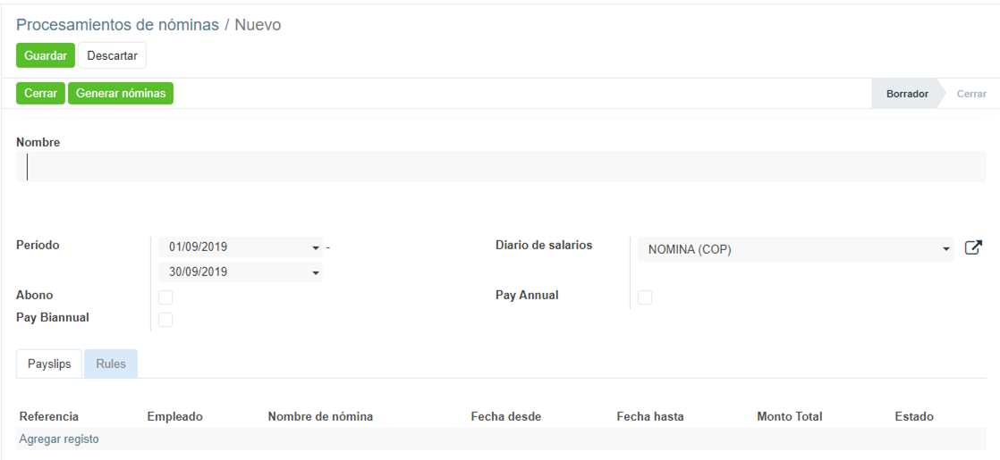 Procesamientos de nóminas / Nuevo
Guardar Descartar
Cerrar Generar nóminas Borrador Cerrar
Nombre
Período 01/09/2019 - Diario de salarios NOMINA (COP)
30/09/2019
Abono Pay Annual
Pay Biannual
Payslips Rules
Referencia Empleado Nombre de nómina Fecha desde Fecha hasta Monto Total Estado
Agregar registo